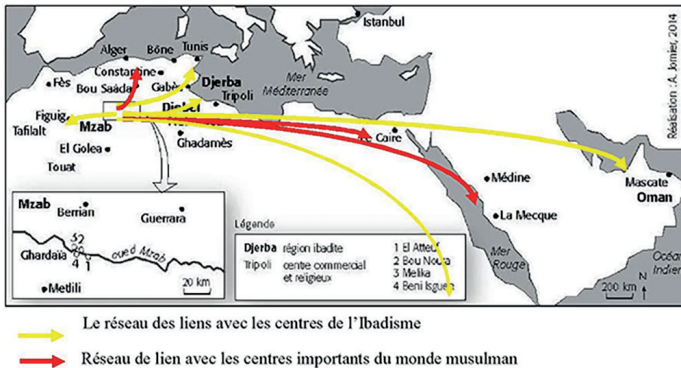 Istanbul
Réalisation : A. Jomier, 2014
Alger
Bône
Tunis
Fès
Constantine
Bou Saâda
Gabès
Djerba
Mer
Méditerranée
Tripoli
Figuig
Tafilalt
Mzab
Ghadamès
Caire
El Golea
Touat
Médine
Mascate
Oman
La Mecque
Mer
Rouge
Océan
Indien
N
200 km
Mzab
Berrian
Guerrara
Ghardaïa
oued Mzab
4
1
Metlili
20 km
Légende
Djerba région ibadite
Tripoli centre commercial
et religieux
1 El Atteuf
2 Bou Noura
3 Melika
4 Beni Isguen
Le réseau des liens avec les centres de l'Ibadisme
Réseau de lien avec les centres importants du monde musulman